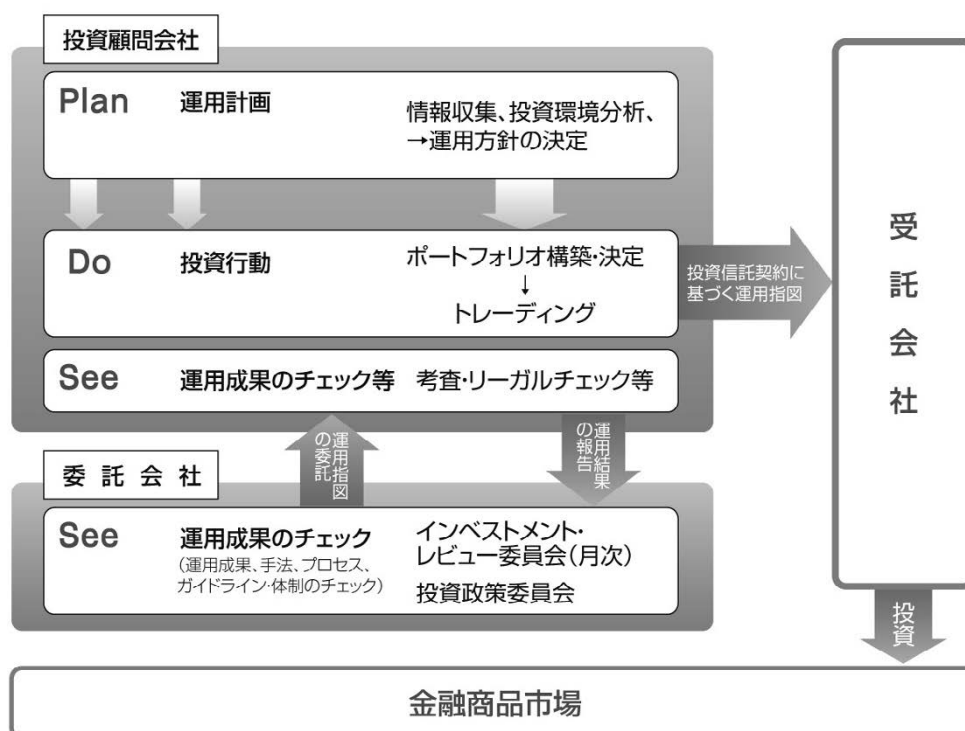 投資顧問会社
Plan 運用計画
情報収集、投資環境分析、
→運用方針の決定
Do 投資行動
ポートフォリオ構築・決定
↓
トレーディング
投資信託契約に
基づく運用指図
See 運用成果のチェック等 考査・リーガルチェック等
運用指図
の委託
運用結果
の報告
委託会社
See 運用成果のチェック
(運用成果、手法、プロセス、
ガイドライン・体制のチェック)
インベストメント・
レビュー委員会(月次)
投資政策委員会
受託会社
投資
金融商品市場